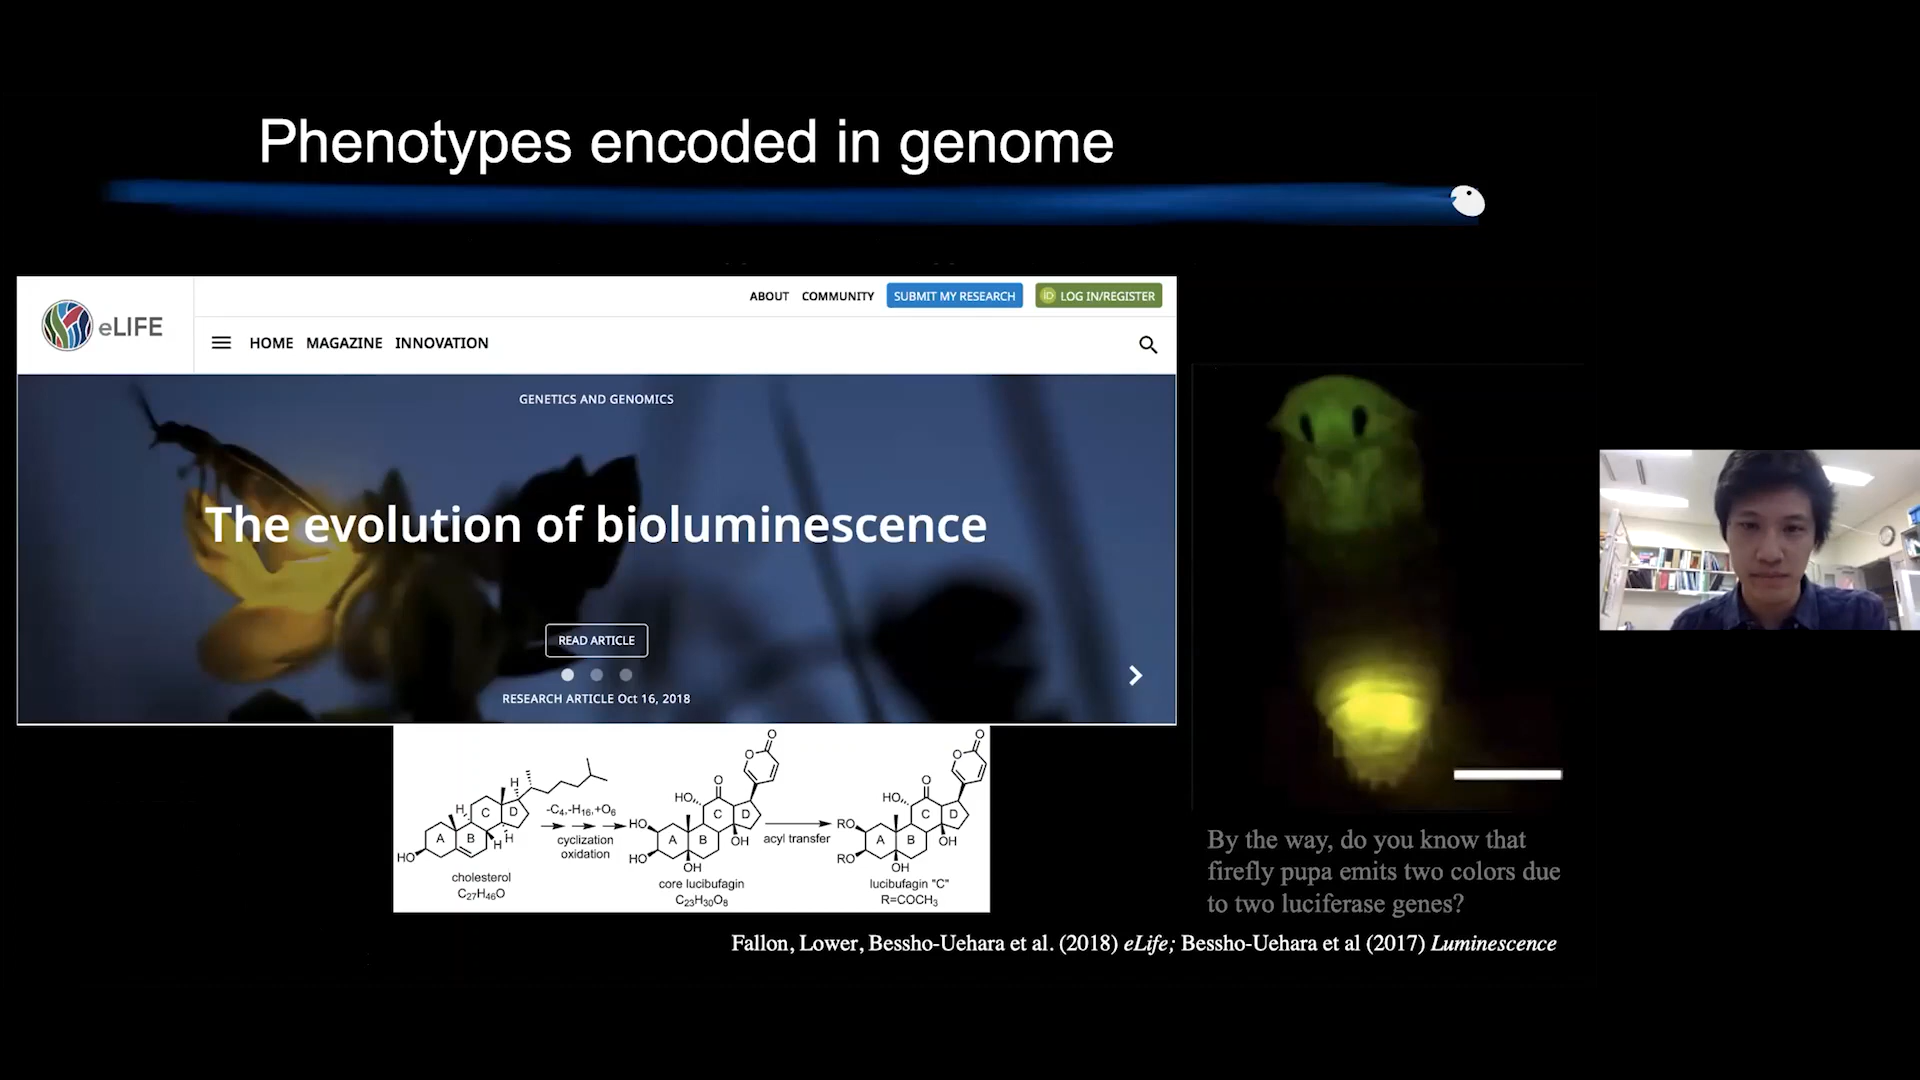 Phenotypes encoded in genome
eLIFE
ABOUT COMMUNITY SUBMIT MY RESEARCH iD LOG IN/REGISTER
HOME MAGAZINE INNOVATION
GENETICS AND GENOMICS
The evolution of bioluminescence
READ ARTICLE
RESEARCH ARTICLE Oct 16, 2018
HO A B C D H H H H
cholesterol
C27H46O
-C4,-H16,+O6
cyclization
oxidation
HO HO HO A B C D O O O OH OH
core lucibufagin
C23H30O8
acyl transfer
RO RO HO A B C D O O O OH OH
lucibufagin "C"
R=COCH3
By the way, do you know that
firefly pupa emits two colors due
to two luciferase genes?
Fallon, Lower, Bessho-Uehara et al. (2018) eLife; Bessho-Uehara et al (2017) Luminescence